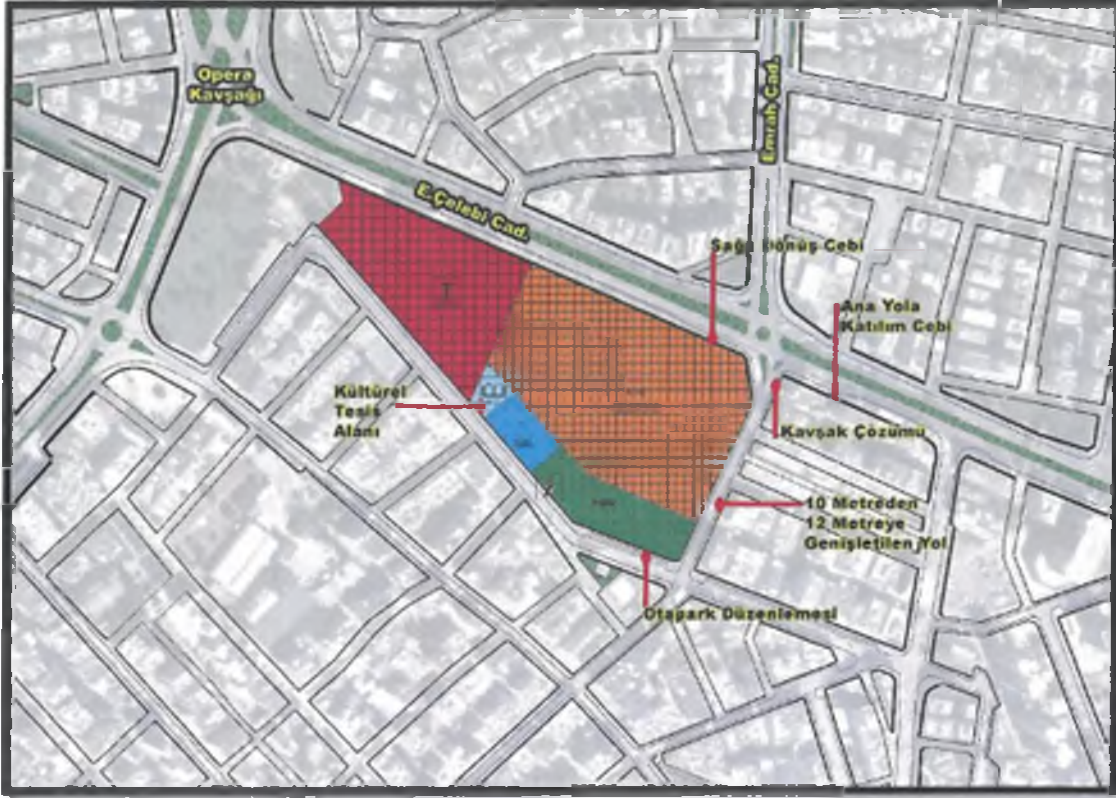 Opera
Kavşağı
Emrah Cad.
E.Çelebi Cad.
Sağa Dönüş Cebi
Ana Yola
Katılım Cebi
Kültürel
Tesis
Alanı
Kavşak Çözümü
10 Metreden
12 Metreye
Genişletilen Yol
Otapark Düzenlemesi